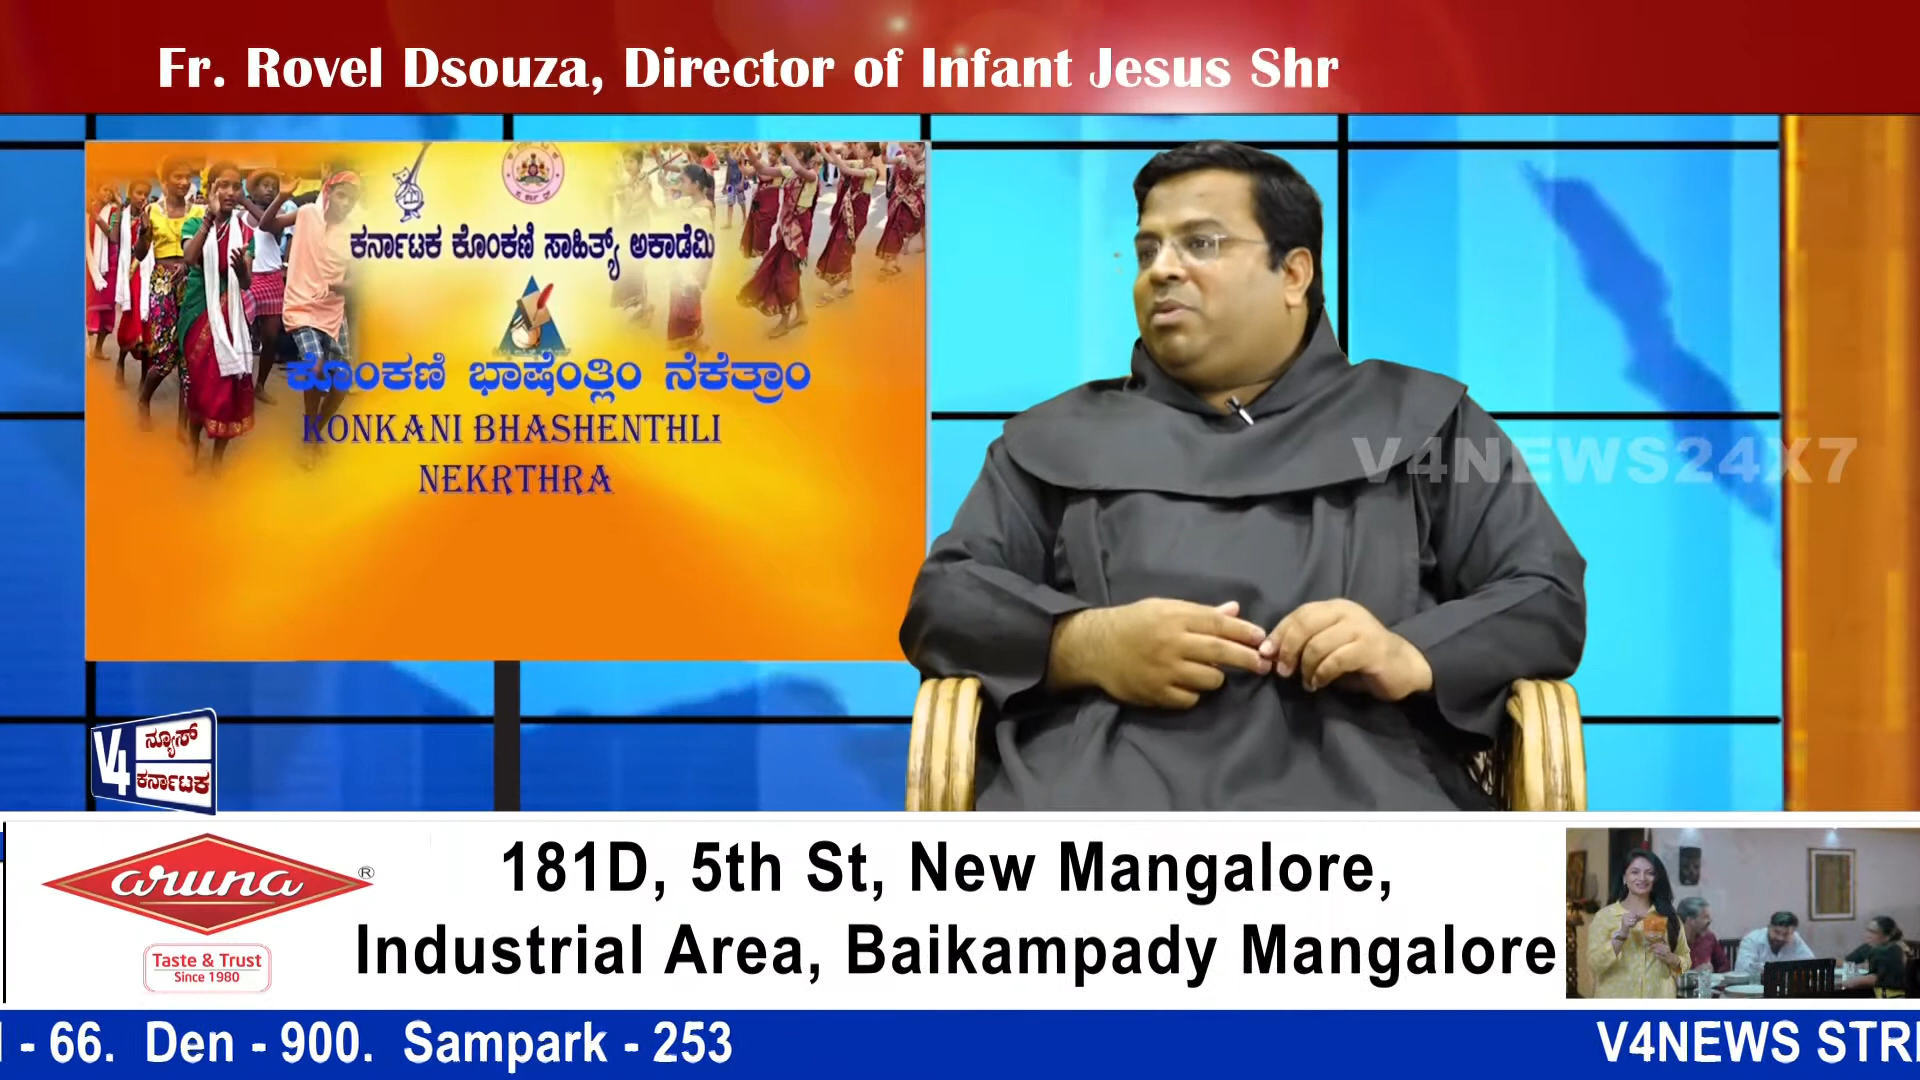 Fr. Rovel Dsouza, Director of Infant Jesus Shr
ಕರ್ನಾಟಕ ಕೊಂಕಣಿ ಸಾಹಿತ್ಯ್ ಅಕಾಡೆಮಿ
ಕೊಂಕಣಿ ಭಾಷೆಂತ್ಲಿಂ ನೆಕೆತ್ರಾಂ
KONKANI BHASHENTHLI
NEKRTHRA
V4NEWS24X7
V4
ನ್ಯೂಸ್
ಕರ್ನಾಟಕ
aruna ®
Taste & Trust
Since 1980
181D, 5th St, New Mangalore,
Industrial Area, Baikampady Mangalore
- 66. Den - 900. Sampark - 253
V4NEWS STRE